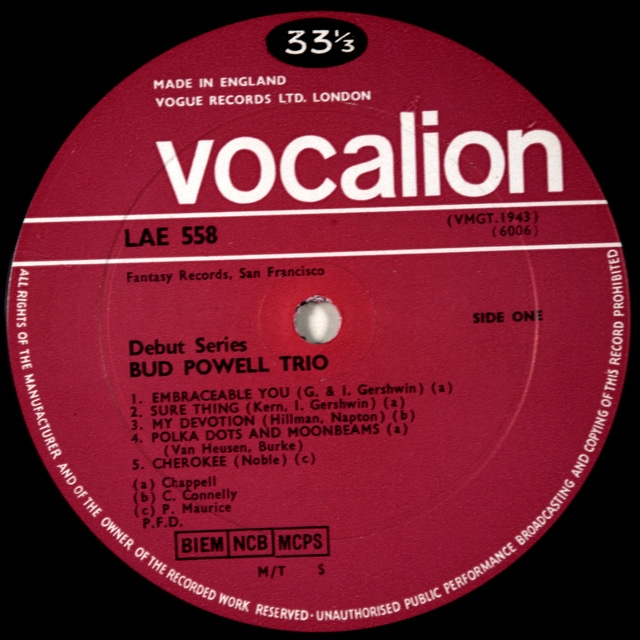 33⅓
MADE IN ENGLAND
VOGUE RECORDS LTD. LONDON
vocalion
LAE 558
(VMGT.1943)
(6006)
Fantasy Records, San Francisco
SIDE ONE
Debut Series
BUD POWELL TRIO
1. EMBRACEABLE YOU (G. & I. Gershwin) (a)
2. SURE THING (Kern, I. Gershwin) (a)
3. MY DEVOTION (Hillman, Napton) (b)
4. POLKA DOTS AND MOONBEAMS (a)
(Van Heusen, Burke)
5. CHEROKEE (Noble) (c)
(a) Chappell
(b) C. Connelly
(c) P. Maurice
P.F.D.
BIEM NCB MCPS
M/T S
ALL RIGHTS OF THE MANUFACTURER AND OF THE OWNER OF THE RECORDED WORK RESERVED · UNAUTHORISED PUBLIC PERFORMANCE BROADCASTING AND COPYING OF THIS RECORD PROHIBITED